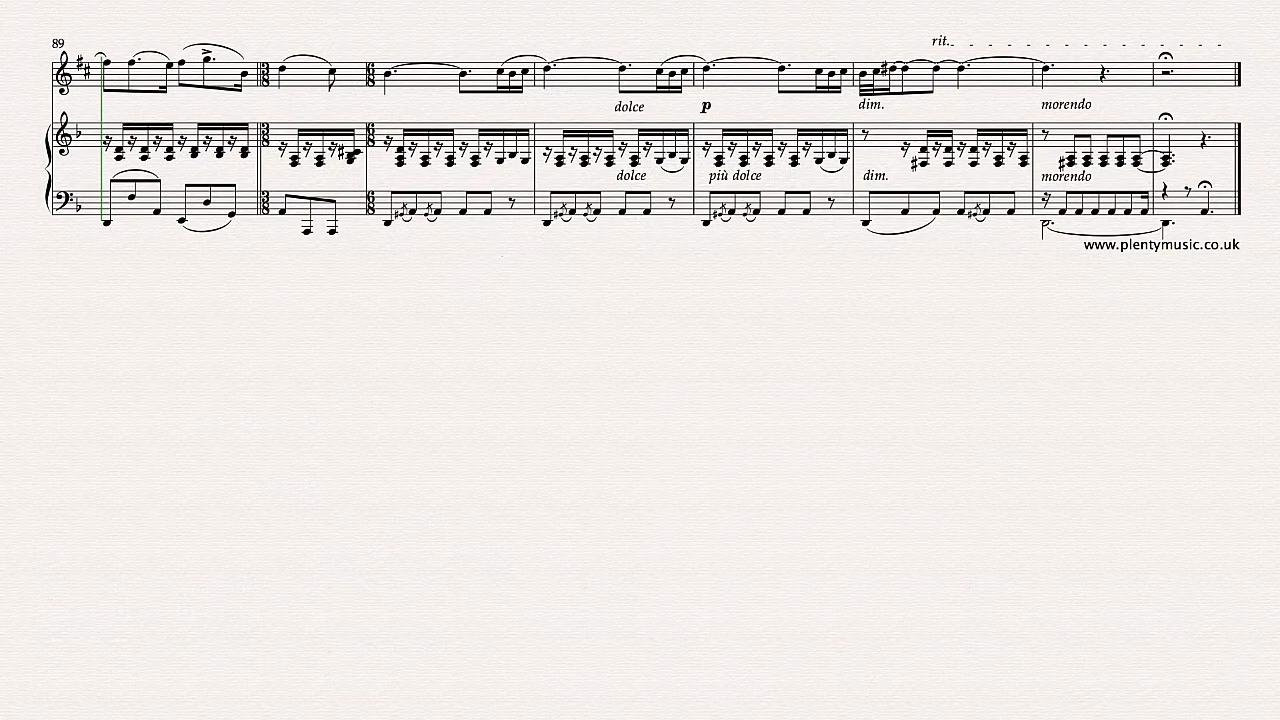 89
rit.
dolce
p
dim.
morendo
dolce
più dolce
dim.
morendo
www.plentymusic.co.uk